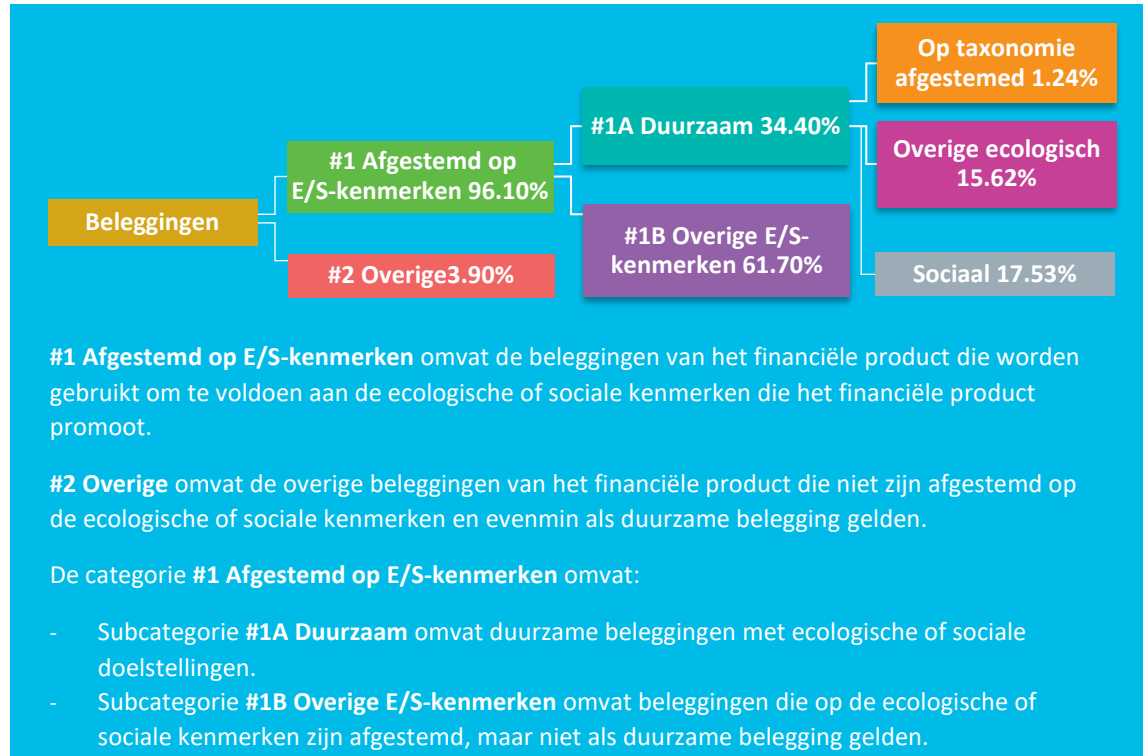 Op taxonomie
afgestemed 1.24%
#1A Duurzaam 34.40%
Overige ecologisch
15.62%
#1 Afgestemd op
E/S-kenmerken 96.10%
Beleggingen
#1B Overige E/S-
kenmerken 61.70%
#2 Overige3.90%
Sociaal 17.53%
#1 Afgestemd op E/S-kenmerken omvat de beleggingen van het financiële product die worden
gebruikt om te voldoen aan de ecologische of sociale kenmerken die het financiële product
promoot.
#2 Overige omvat de overige beleggingen van het financiële product die niet zijn afgestemd op
de ecologische of sociale kenmerken en evenmin als duurzame belegging gelden.
De categorie #1 Afgestemd op E/S-kenmerken omvat:
- Subcategorie #1A Duurzaam omvat duurzame beleggingen met ecologische of sociale
doelstellingen.
- Subcategorie #1B Overige E/S-kenmerken omvat beleggingen die op de ecologische of
sociale kenmerken zijn afgestemd, maar niet als duurzame belegging gelden.